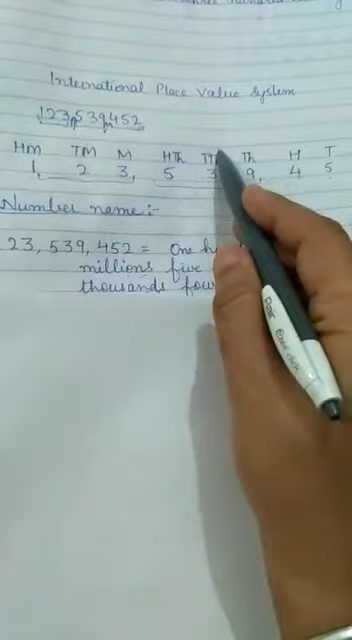 International Place Value System
123,539,452
HM TM M HTh TTh Th H T
1, 2 3, 5 3 9, 4 5
Number name:-
23, 539, 452 = One
millions five
thousands four